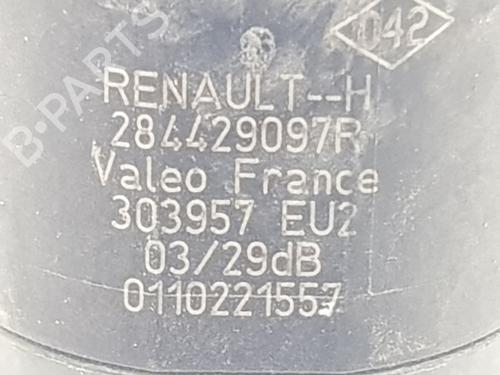 042
RENAULT--H
284429097R
Valeo France
303957 EU2
03/29dB
0110221557
B-PARTS